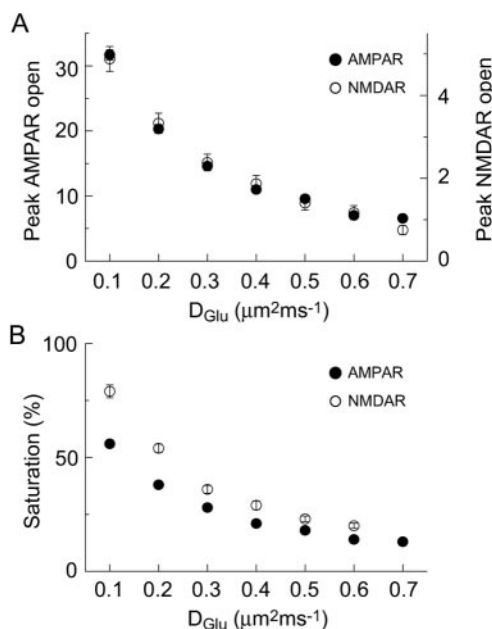 A
Peak AMPAR open
30
20
10
0
AMPAR
NMDAR
4
2
0
Peak NMDAR open
0.1 0.2 0.3 0.4 0.5 0.6 0.7
DGlu (μm2ms-1)
B
Saturation (%)
100
50
0
AMPAR
NMDAR
0.1 0.2 0.3 0.4 0.5 0.6 0.7
DGlu (μm2ms-1)